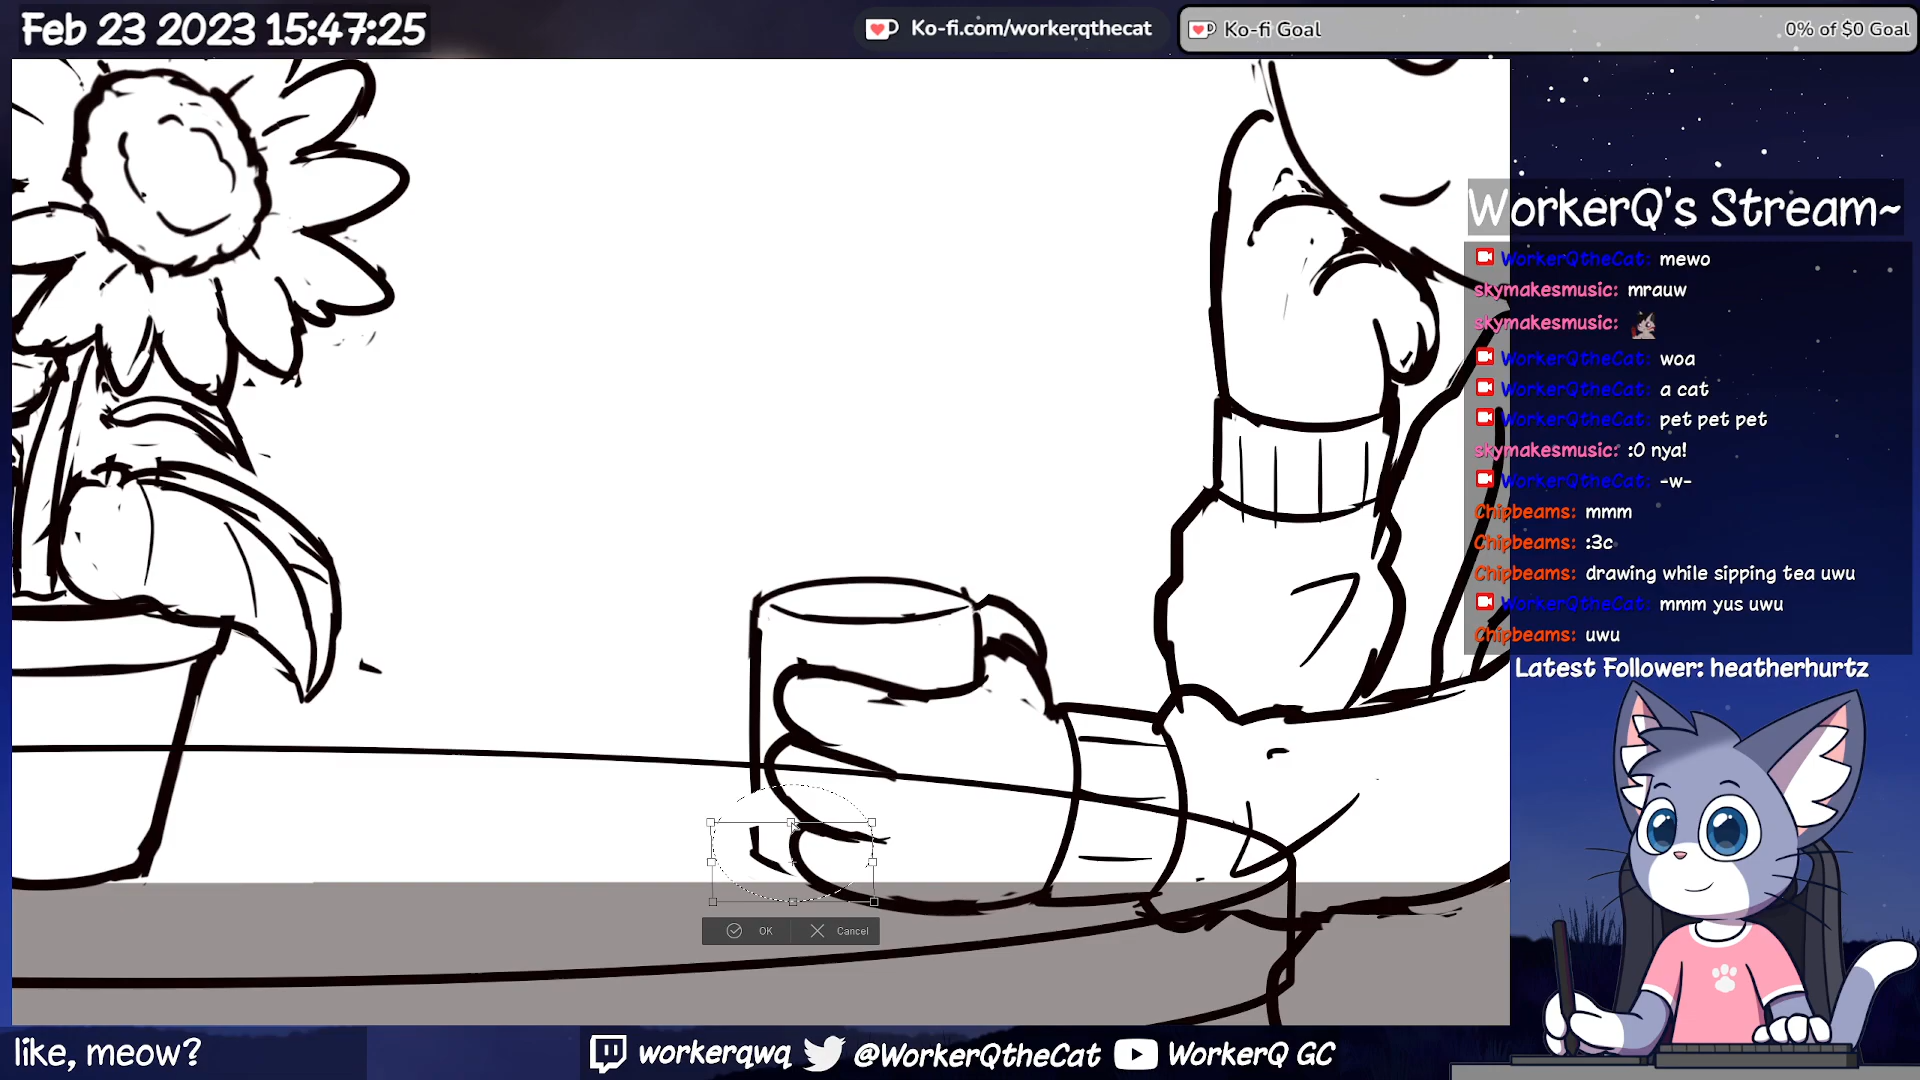 Feb 23 2023 15:47:25
Ko-fi.com/workerqthecat
Ko-fi Goal
0% of $0 Goal
WorkerQ's Stream~
WorkerQtheCat: mewo
skymakesmusic: mrauw
skymakesmusic:
WorkerQtheCat: woa
WorkerQtheCat: a cat
WorkerQtheCat: pet pet pet
skymakesmusic: :0 nya!
WorkerQtheCat: -w-
Chipbeams: mmm
Chipbeams: :3c
Chipbeams: drawing while sipping tea uwu
WorkerQtheCat: mmm yus uwu
Chipbeams: uwu
Latest Follower: heatherhurtz
OK
Cancel
like, meow?
workerqwq
@WorkerQtheCat
WorkerQ GC